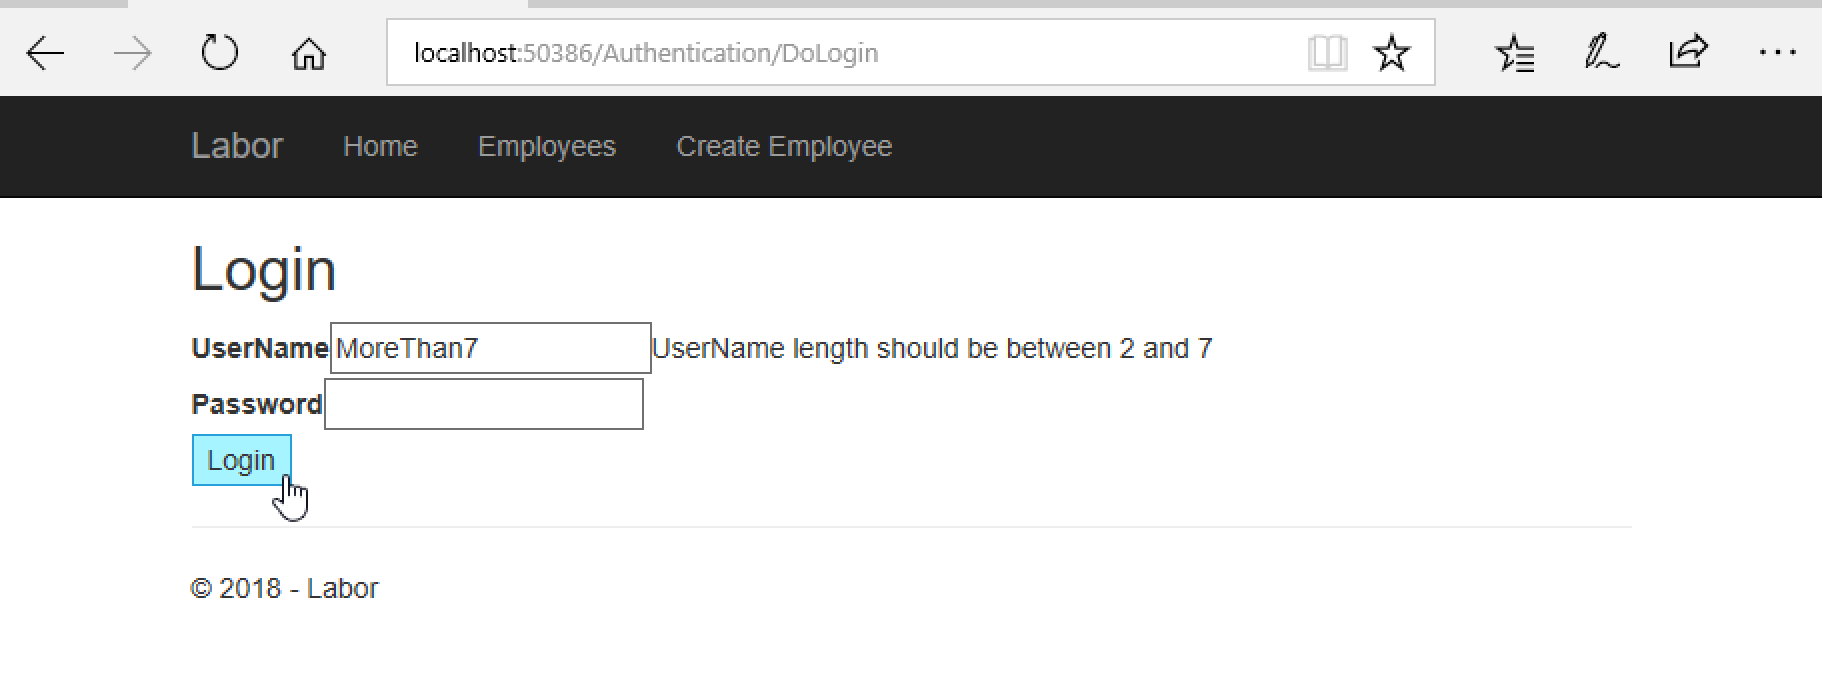 localhost:50386/Authentication/DoLogin
Labor Home Employees Create Employee
Login
UserName MoreThan7 UserName length should be between 2 and 7
Password
Login
© 2018 - Labor